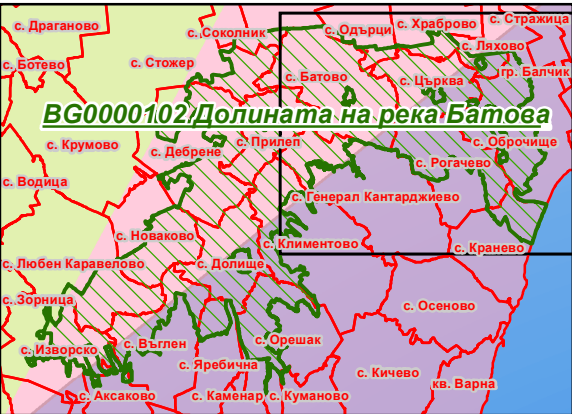 с. Драганово
с. Соколник
с. Одърци
с. Храброво
с. Стражица
с. Ботево
с. Стожер
с. Батово
с. Църква
с. Ляхово
гр. Балчик
BG0000102 Долината на река Батова
с. Крумово
с. Дебрене
с. Прилеп
с. Рогачево
с. Оброчище
с. Водица
с. Генерал Кантарджиево
с. Новаково
с. Климентово
с. Кранево
с. Любен Каравелово
с. Долище
с. Зорница
с. Осеново
с. Изворско
с. Въглен
с. Орешак
с. Яребична
с. Кичево
кв. Варна
с. Аксаково
с. Каменар
с. Куманово